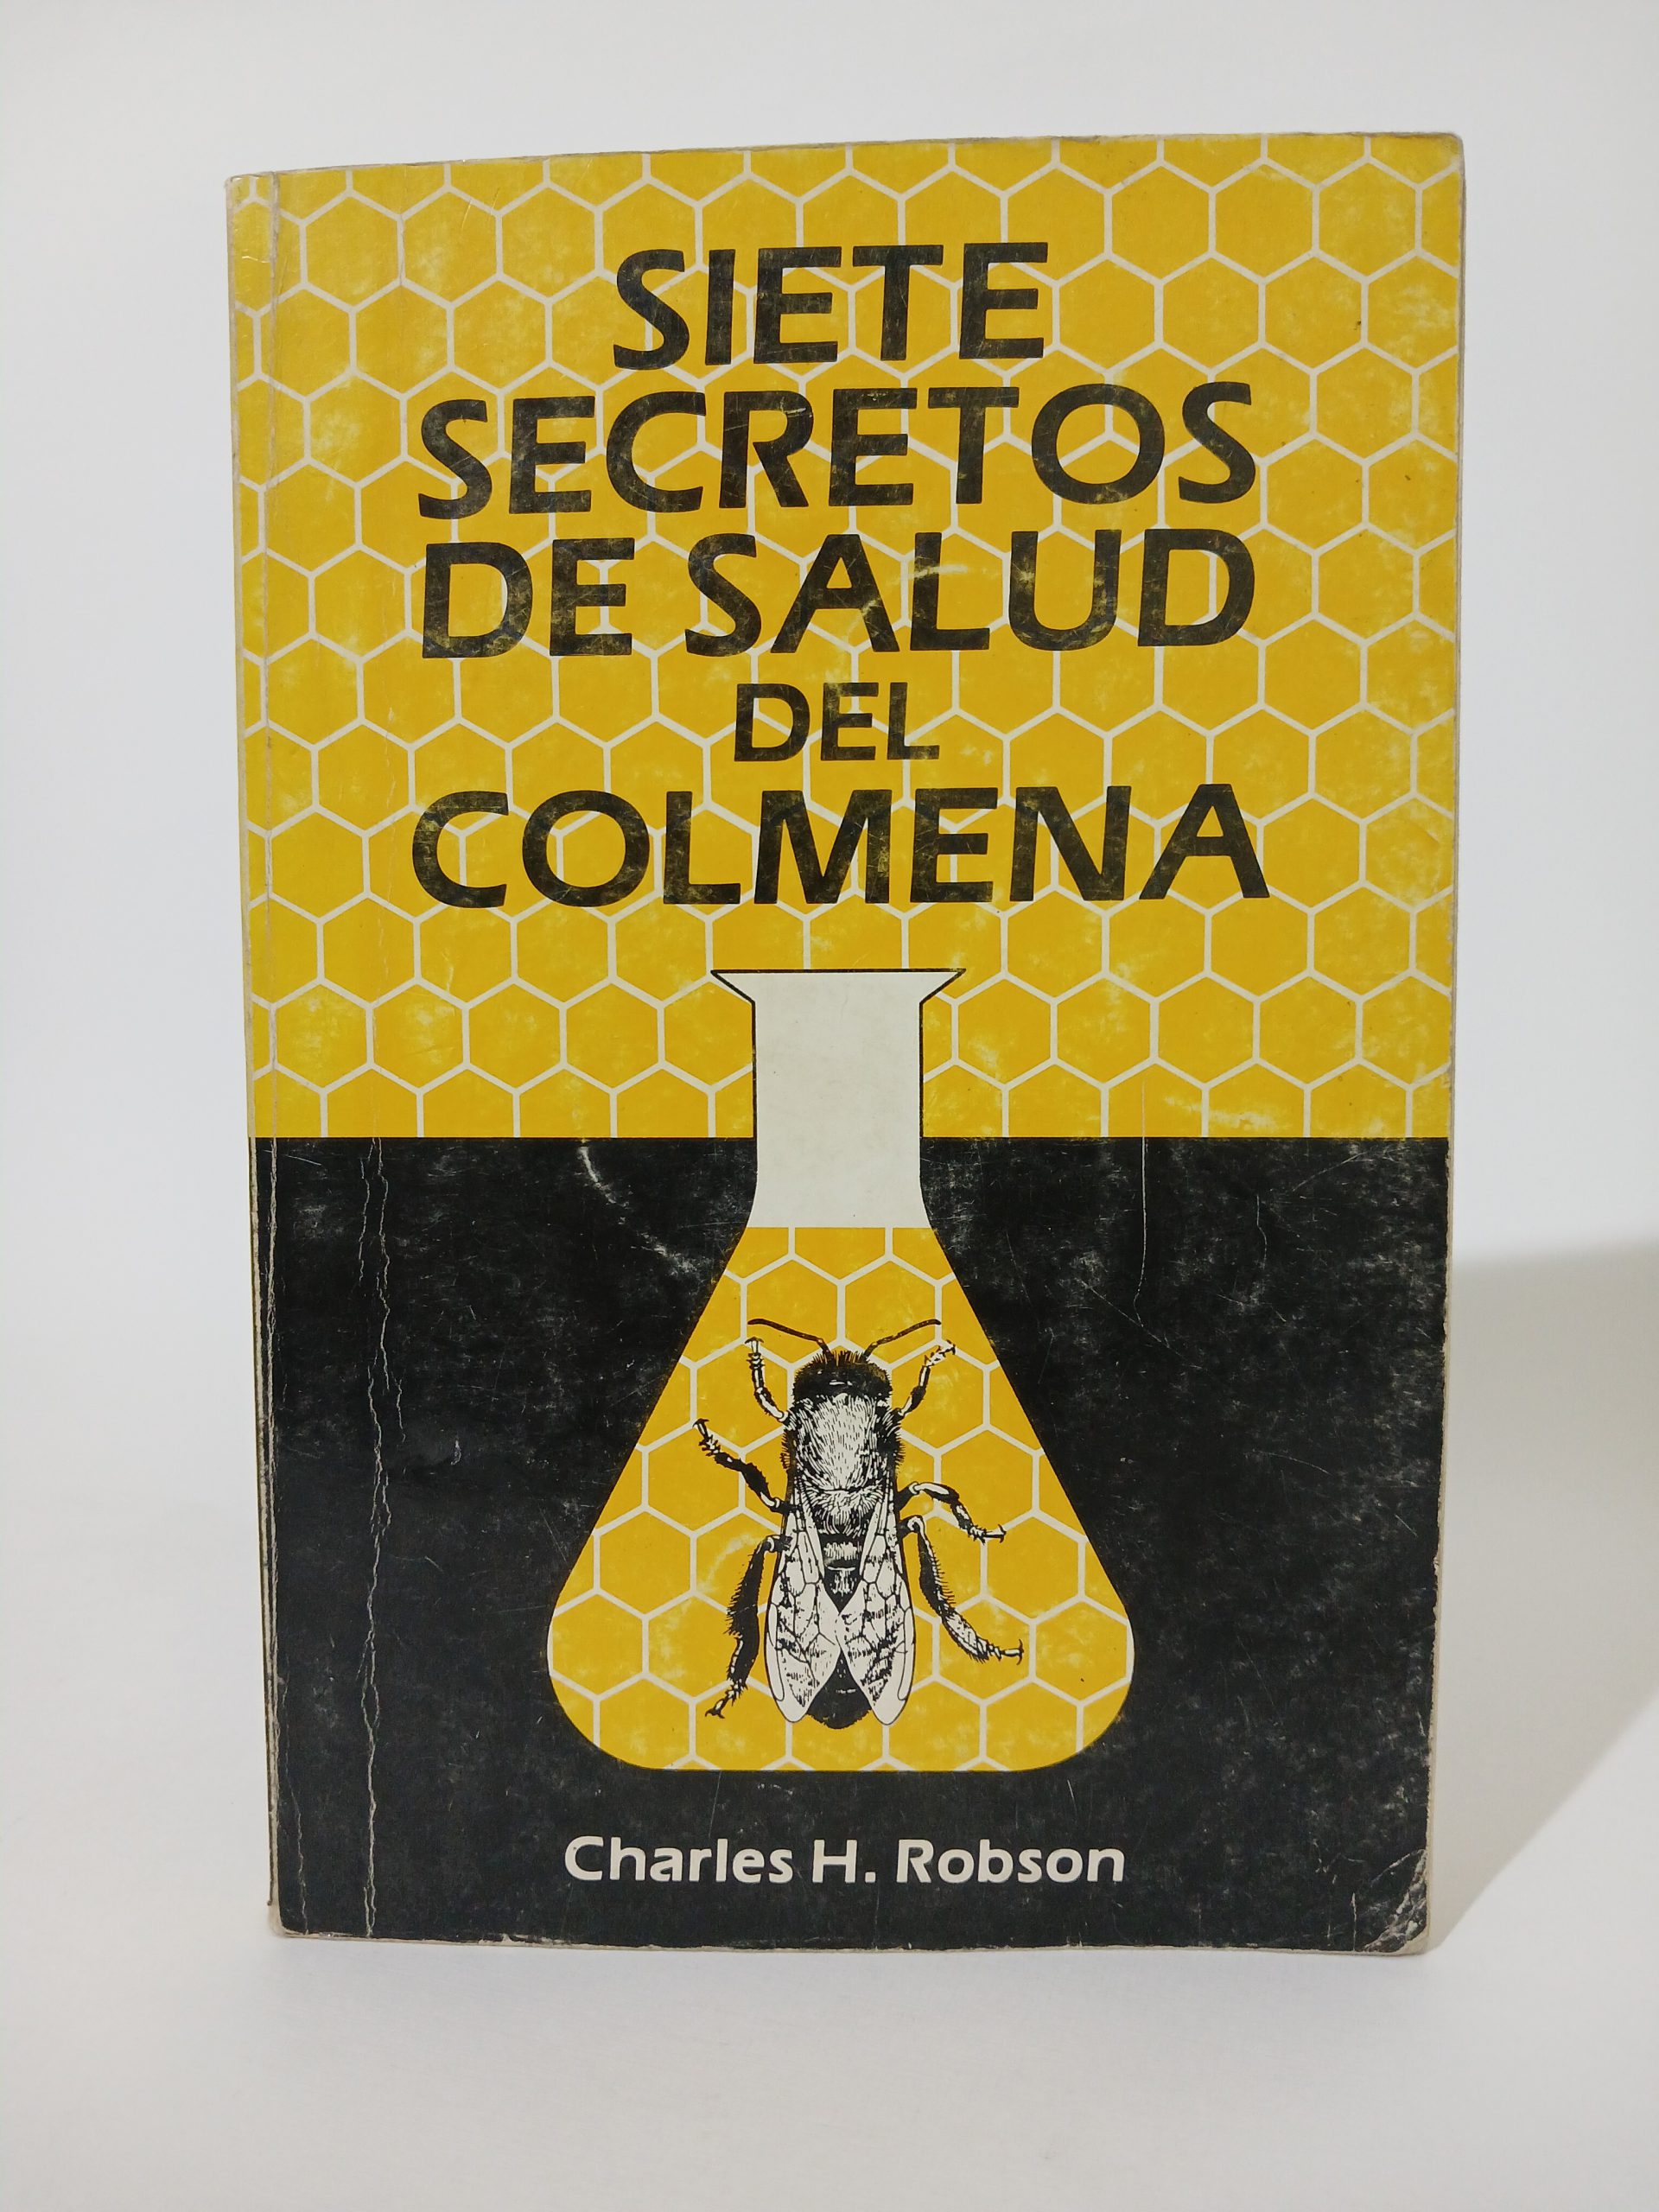 SIETE
SECRETOS
DE SALUD
DEL
COLMENA
Charles H. Robson